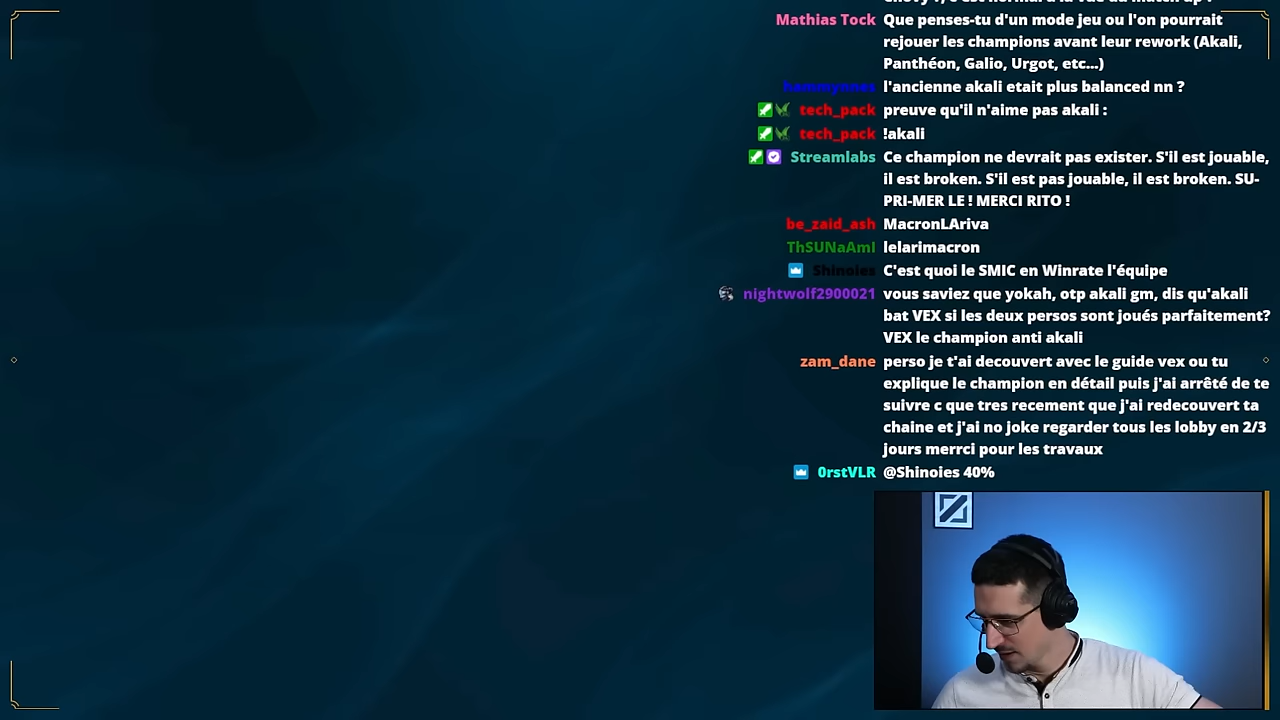 Mathias Tock Que penses-tu d'un mode jeu ou l'on pourrait
rejouer les champions avant leur rework (Akali,
Panthéon, Galio, Urgot, etc...)
l'ancienne akali etait plus balanced nn ?
tech_pack preuve qu'il n'aime pas akali :
tech_pack !akali
Streamlabs Ce champion ne devrait pas exister. S'il est jouable,
il est broken. S'il est pas jouable, il est broken. SU-
PRI-MER LE ! MERCI RITO !
be_zaid_ash MacronLAriva
ThSUNaAmI lelarimacron
Shinoies C'est quoi le SMIC en Winrate l'équipe
nightwolf2900021 vous saviez que yokah, otp akali gm, dis qu'akali
bat VEX si les deux persos sont joués parfaitement?
VEX le champion anti akali
zam_dane perso je t'ai decouvert avec le guide vex ou tu
explique le champion en détail puis j'ai arrêté de te
suivre c que tres recement que j'ai redecouvert ta
chaine et j'ai no joke regarder tous les lobby en 2/3
jours merrci pour les travaux
0rstVLR @Shinoies 40%